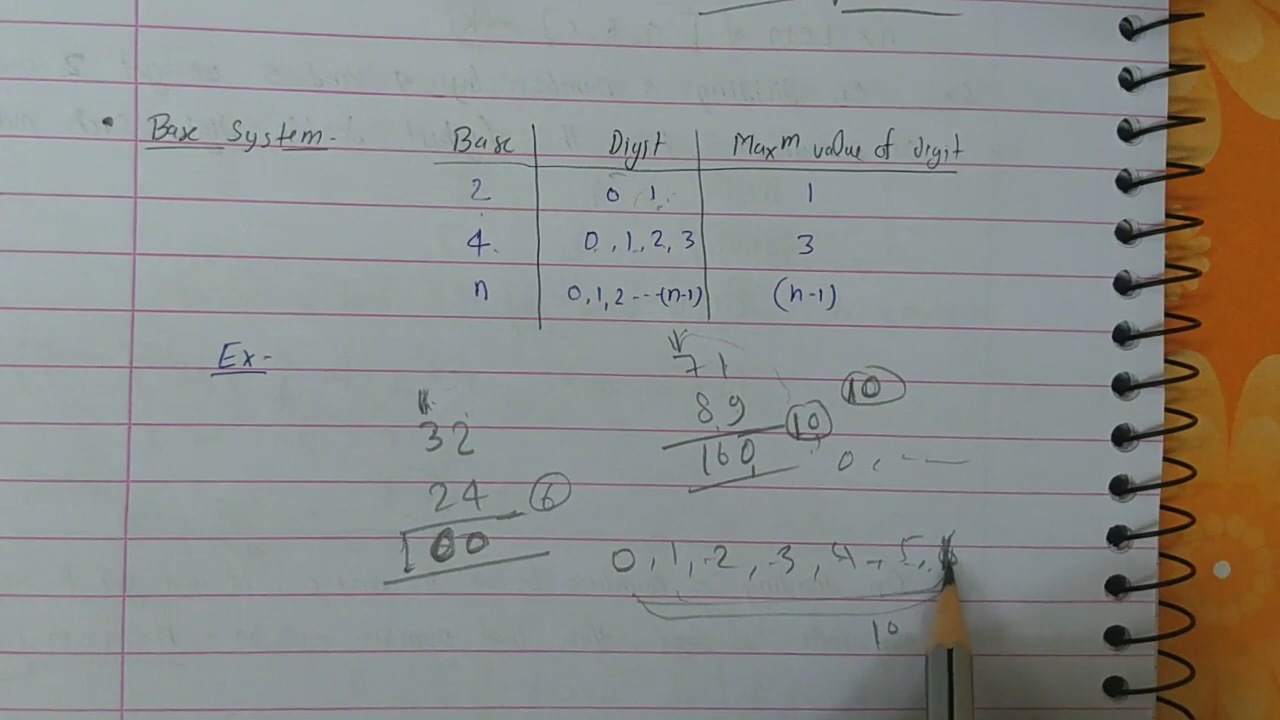 • Base System.
Base | Digit | Maxm value of digit
2 | 0, 1. | 1
4. | 0, 1, 2, 3 | 3
n | 0, 1, 2 --- (n-1) | (n-1)
Ex-
71
89 10 10
160 0,
32
24 6
100
0, 1, 2, 3, 4, 5,
10